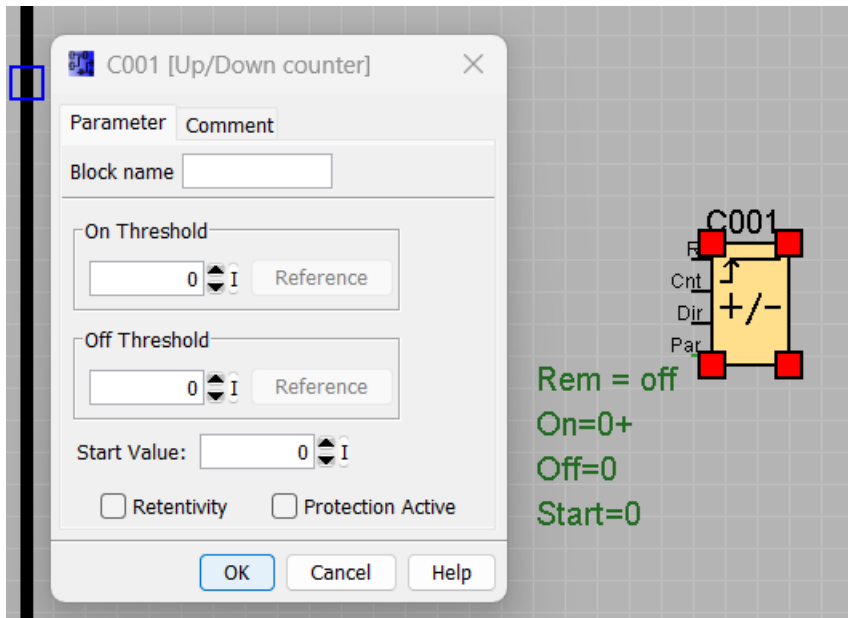 C001 [Up/Down counter]
Parameter Comment
Block name
On Threshold
0 I Reference
Off Threshold
0 I Reference
Start Value: 0 I
Retentivity Protection Active
OK Cancel Help
C001
R
Cnt
Dir
+/-
Par
Rem = off
On=0+
Off=0
Start=0